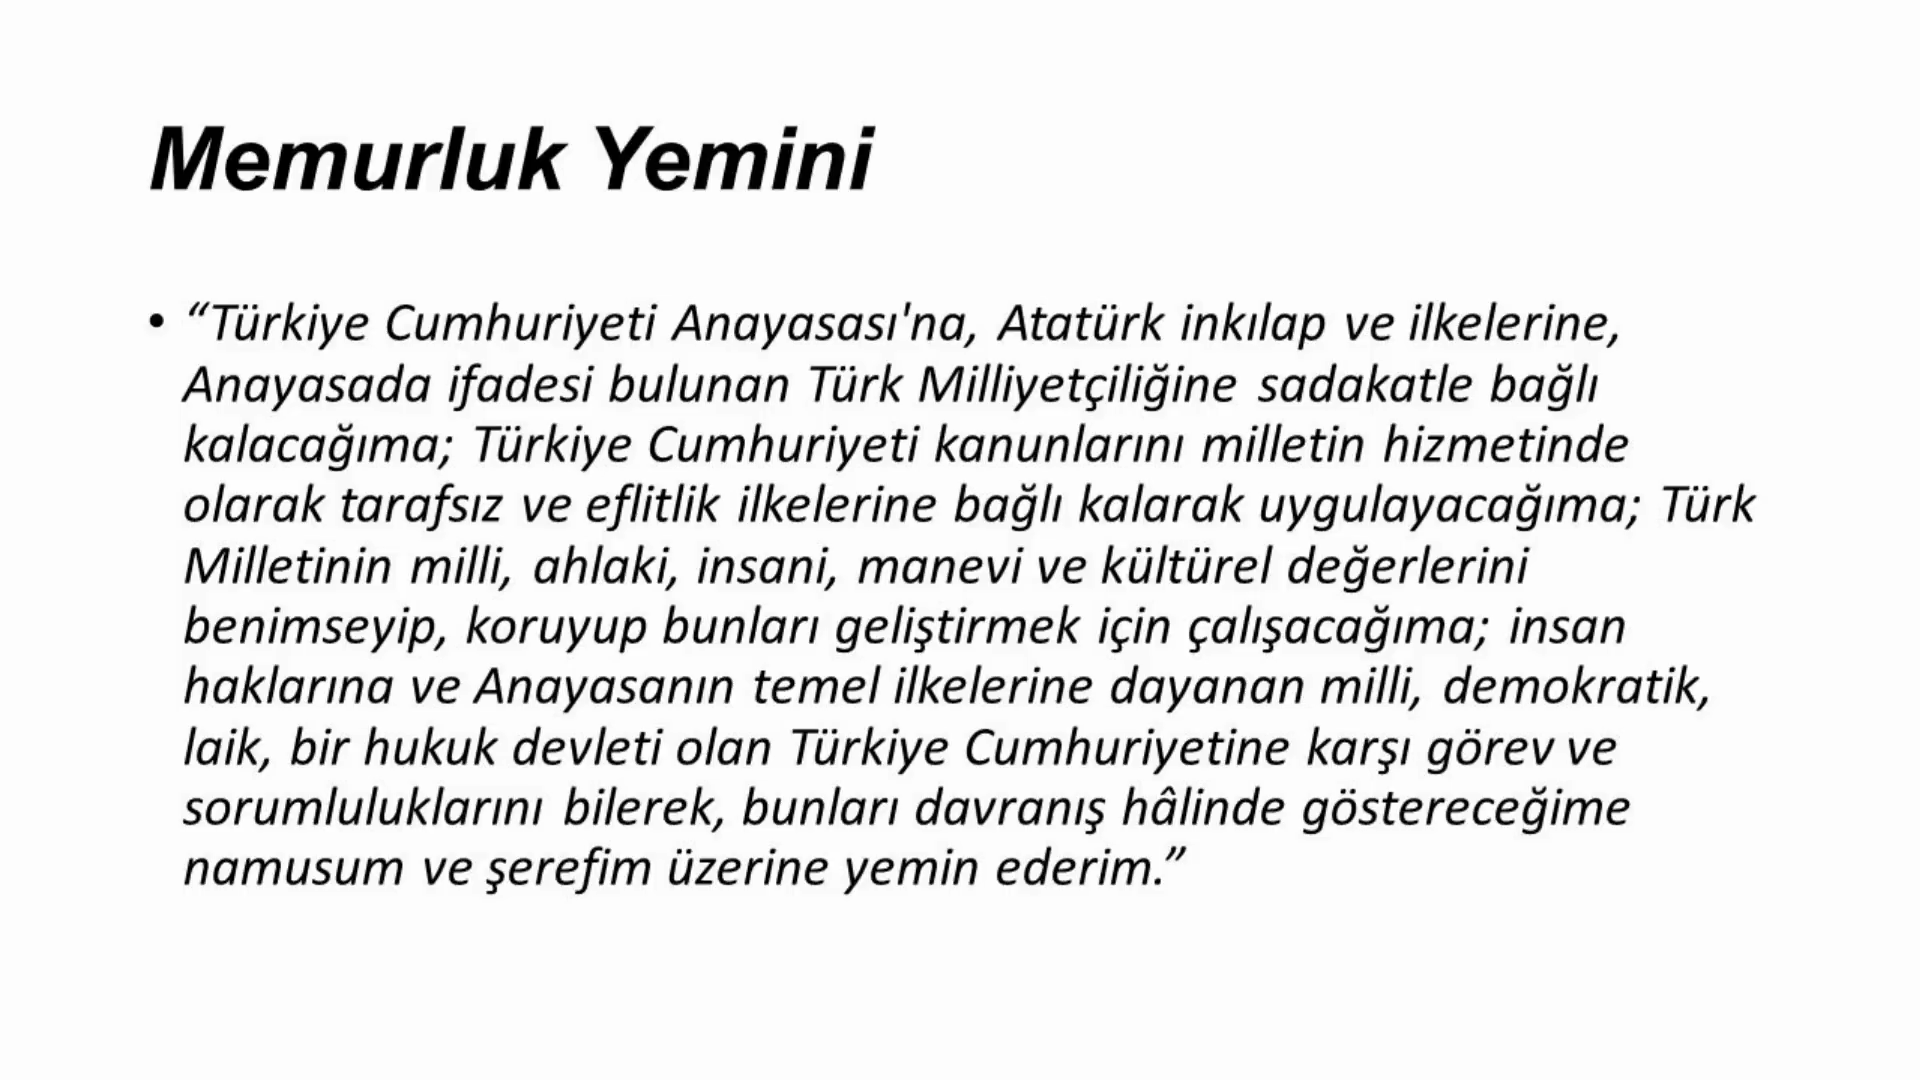 Memurluk Yemini
• “Türkiye Cumhuriyeti Anayasası'na, Atatürk inkılap ve ilkelerine,
Anayasada ifadesi bulunan Türk Milliyetçiliğine sadakatle bağlı
kalacağıma; Türkiye Cumhuriyeti kanunlarını milletin hizmetinde
olarak tarafsız ve eflitlik ilkelerine bağlı kalarak uygulayacağıma; Türk
Milletinin milli, ahlaki, insani, manevi ve kültürel değerlerini
benimseyip, koruyup bunları geliştirmek için çalışacağıma; insan
haklarına ve Anayasanın temel ilkelerine dayanan milli, demokratik,
laik, bir hukuk devleti olan Türkiye Cumhuriyetine karşı görev ve
sorumluluklarını bilerek, bunları davranış hâlinde göstereceğime
namusum ve şerefim üzerine yemin ederim.”